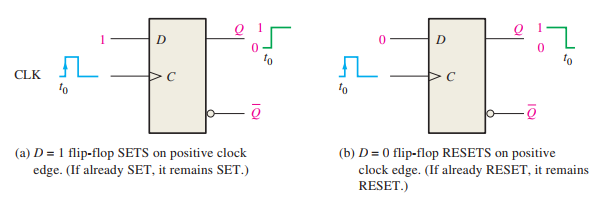 1 D Q 1 0 t0
CLK t0 C Q̅
(a) D = 1 flip-flop SETS on positive clock
edge. (If already SET, it remains SET.)
0 D Q 1 0 t0
t0 C Q̅
(b) D = 0 flip-flop RESETS on positive
clock edge. (If already RESET, it remains
RESET.)